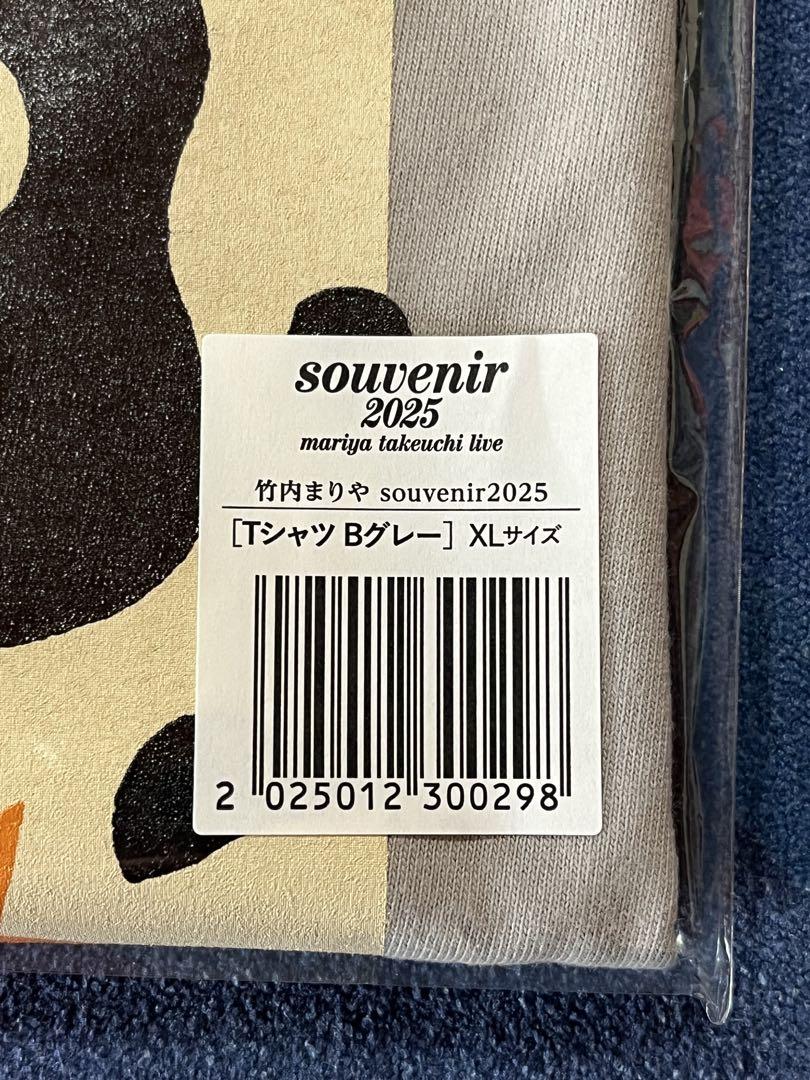 souvenir
2025
mariya takeuchi live
竹内まりや souvenir2025
[Tシャツ Bグレー] XLサイズ
2 025012 300298